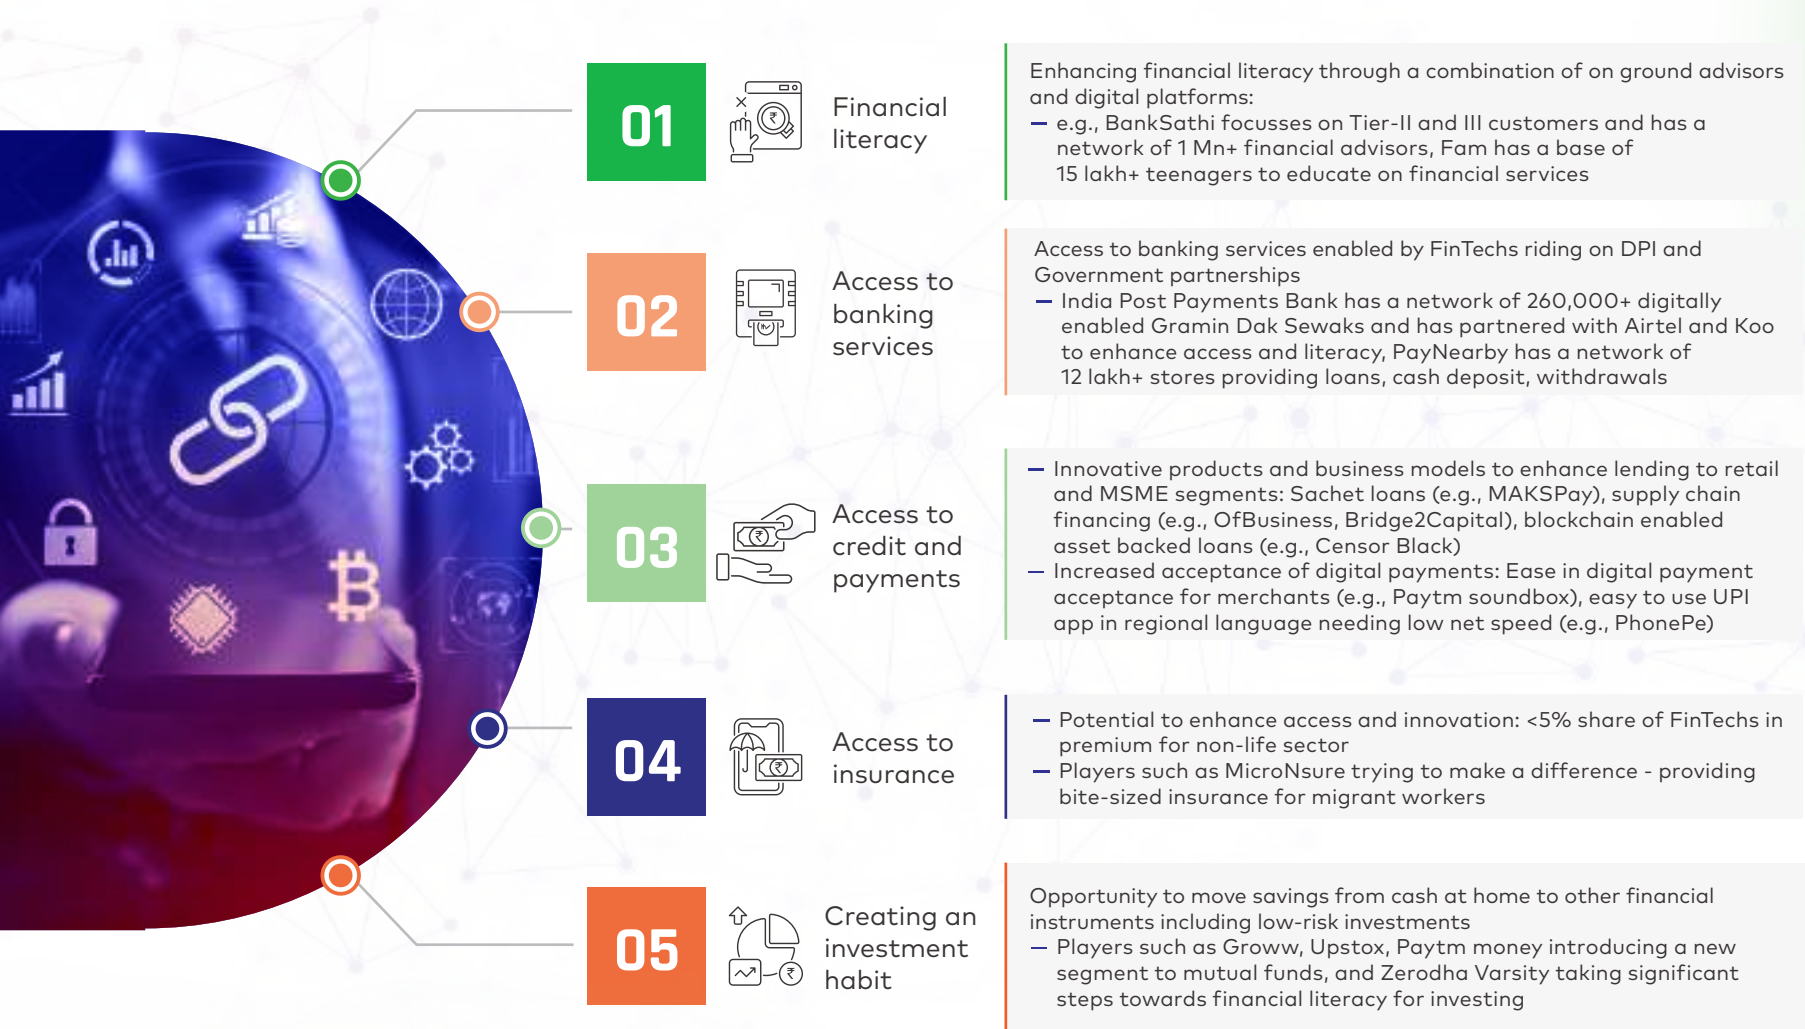 01
Financial
literacy
Enhancing financial literacy through a combination of on ground advisors
and digital platforms:
– e.g., BankSathi focusses on Tier-II and III customers and has a
network of 1 Mn+ financial advisors, Fam has a base of
15 lakh+ teenagers to educate on financial services
02
Access to
banking
services
Access to banking services enabled by FinTechs riding on DPI and
Government partnerships
– India Post Payments Bank has a network of 260,000+ digitally
enabled Gramin Dak Sewaks and has partnered with Airtel and Koo
to enhance access and literacy, PayNearby has a network of
12 lakh+ stores providing loans, cash deposit, withdrawals
03
Access to
credit and
payments
– Innovative products and business models to enhance lending to retail
and MSME segments: Sachet loans (e.g., MAKSPay), supply chain
financing (e.g., OfBusiness, Bridge2Capital), blockchain enabled
asset backed loans (e.g., Censor Black)
– Increased acceptance of digital payments: Ease in digital payment
acceptance for merchants (e.g., Paytm soundbox), easy to use UPI
app in regional language needing low net speed (e.g., PhonePe)
04
Access to
insurance
– Potential to enhance access and innovation: <5% share of FinTechs in
premium for non-life sector
– Players such as MicroNsure trying to make a difference - providing
bite-sized insurance for migrant workers
05
Creating an
investment
habit
Opportunity to move savings from cash at home to other financial
instruments including low-risk investments
– Players such as Groww, Upstox, Paytm money introducing a new
segment to mutual funds, and Zerodha Varsity taking significant
steps towards financial literacy for investing